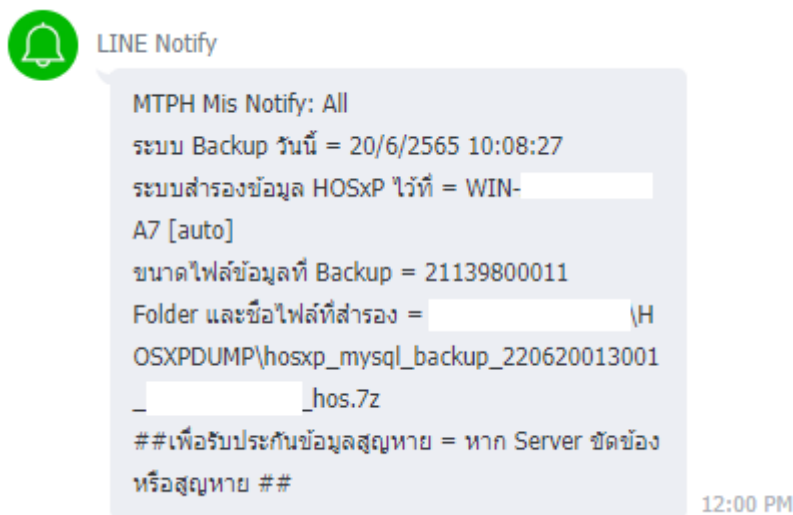 LINE Notify
MTPH Mis Notify: All
ระบบ Backup วันนี้ = 20/6/2565 10:08:27
ระบบสำรองข้อมูล HOSxP ไว้ที่ = WIN-
A7 [auto]
ขนาดไฟล์ข้อมูลที่ Backup = 21139800011
Folder และชื่อไฟล์ที่สำรอง = \H
OSXPDUMP\hosxp_mysql_backup_220620013001
_ _hos.7z
##เพื่อรับประกันข้อมูลสูญหาย = หาก Server ขัดข้อง
หรือสูญหาย ##
12:00 PM